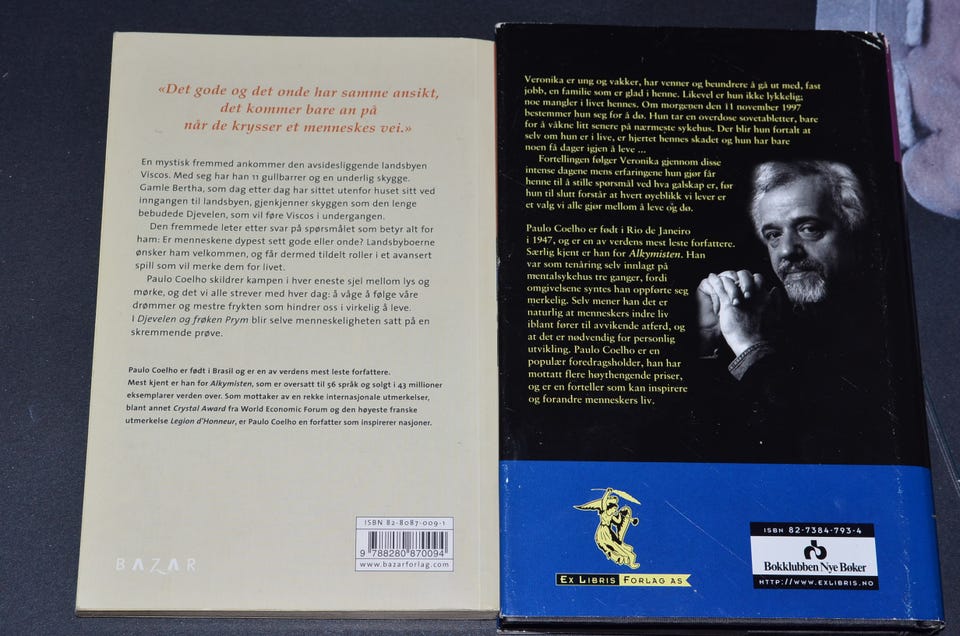 «Det gode og det onde har samme ansikt,
det kommer bare an på
når de krysser et menneskes vei.»
En mystisk fremmed ankommer den avsidesliggende landsbyen
Viscos. Med seg har han 11 gullbarrer og en underlig skygge.
Gamle Bertha, som dag etter dag har sittet utenfor huset sitt ved
inngangen til landsbyen, gjenkjenner skyggen som den lenge
bebudede Djevelen, som vil føre Viscos i undergangen.
Den fremmede leter etter svar på spørsmålet som betyr alt for
ham: Er menneskene dypest sett gode eller onde? Landsbyboerne
ønsker ham velkommen, og får dermed tildelt roller i et avansert
spill som vil merke dem for livet.
Paulo Coelho skildrer kampen i hver eneste sjel mellom lys og
mørke, og det vi alle strever med hver dag: å våge å følge våre
drømmer og mestre frykten som hindrer oss i virkelig å leve.
I Djevelen og frøken Prym blir selve menneskeligheten satt på en
skremmende prøve.
Paulo Coelho er født i Brasil og er en av verdens mest leste forfattere.
Mest kjent er han for Alkymisten, som er oversatt til 56 språk og solgt i 43 millioner
eksemplarer verden over. Som mottaker av en rekke internasjonale utmerkelser,
blant annet Crystal Award fra World Economic Forum og den høyeste franske
utmerkelse Legion d'Honneur, er Paulo Coelho en forfatter som inspirerer nasjoner.
ISBN 82-8087-009-1
9 788280 870094
www.bazarforlag.com
BAZAR
Veronika er ung og vakker, har venner og beundrere å gå ut med, fast
jobb, en familie som er glad i henne. Likevel er hun ikke lykkelig;
noe mangler i livet hennes. Om morgenen den 11 november 1997
bestemmer hun seg for å dø. Hun tar en overdose sovetabletter, bare
for å våkne litt senere på nærmeste sykehus. Der blir hun fortalt at
selv om hun er i live, er hjertet hennes skadet og hun har bare
noen få dager igjen å leve ...
Fortellingen følger Veronika gjennom disse
intense dagene mens erfaringene hun gjør får
henne til å stille spørsmål ved hva galskap er, før
hun til slutt forstår at hvert øyeblikk vi lever er
et valg vi alle gjør mellom å leve og dø.
Paulo Coelho er født i Rio de Janeiro
i 1947, og er en av verdens mest leste forfattere.
Særlig kjent er han for Alkymisten. Han
var som tenåring selv innlagt på
mentalsykehus tre ganger, fordi
omgivelsene syntes han oppførte seg
merkelig. Selv mener han det er
naturlig at menneskers indre liv
iblant fører til avvikende atferd, og
at det er nødvendig for personlig
utvikling. Paulo Coelho er en
populær foredragsholder, han har
mottatt flere høythengende priser,
og er en forteller som kan inspirere
og forandre menneskers liv.
EX LIBRIS FORLAG AS
ISBN 82-7384-793-4
Bokklubben Nye Bøker
HTTP://WWW.EXLIBRIS.NO